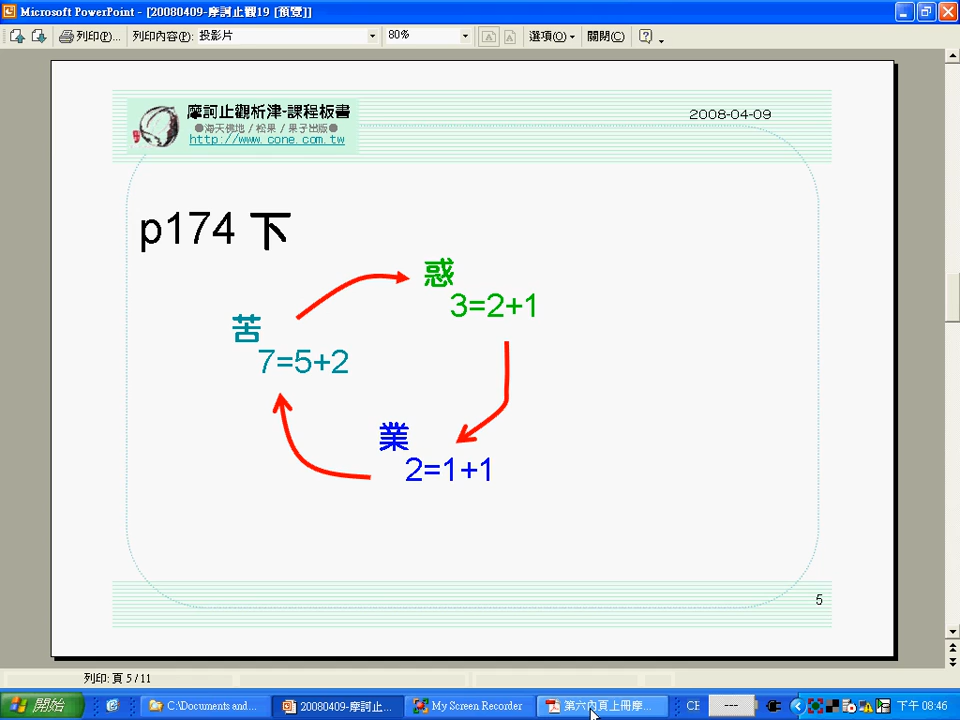 Microsoft PowerPoint - [20080409-摩訶止觀19 [預覽]]
列印(P)... 列印內容(P): 投影片 80% 選項(O) 關閉(C)
摩訶止觀析津-課程板書
●海天佛地 / 松果 / 果子出版●
http://www.cone.com.tw
2008-04-09
p174 下
惑
3=2+1
苦
7=5+2
業
2=1+1
5
列印: 頁 5 / 11
開始 C:\Documents and... 20080409-摩訶止... My Screen Recorder 第六內頁上冊摩... CE --- 下午 08:46